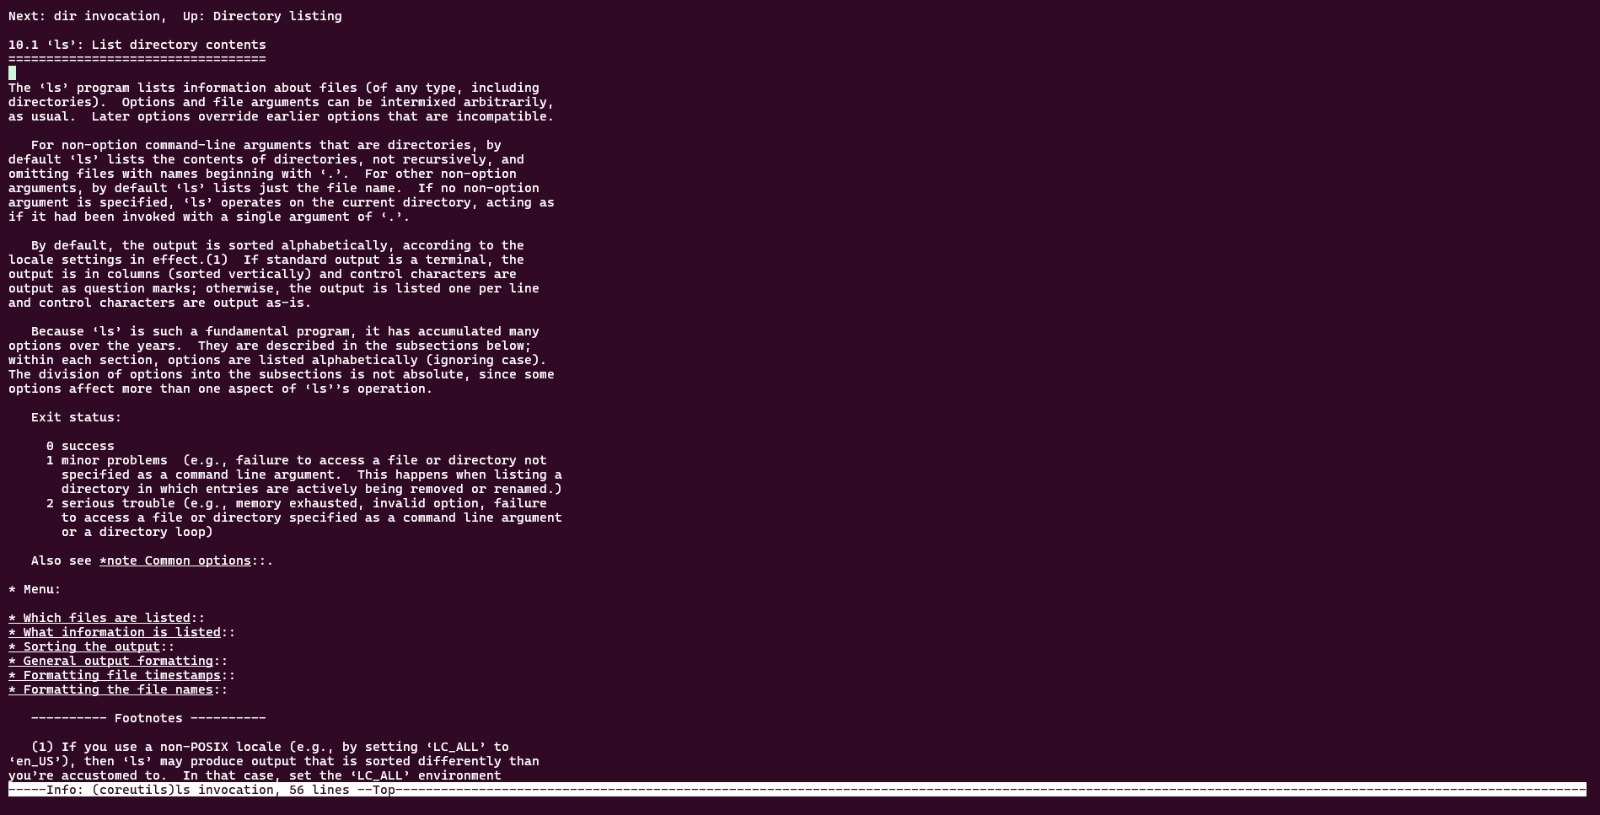 Next: dir invocation,  Up: Directory listing

10.1 ‘ls’: List directory contents
==================================

The ‘ls’ program lists information about files (of any type, including
directories).  Options and file arguments can be intermixed arbitrarily,
as usual.  Later options override earlier options that are incompatible.

   For non-option command-line arguments that are directories, by
default ‘ls’ lists the contents of directories, not recursively, and
omitting files with names beginning with ‘.’.  For other non-option
arguments, by default ‘ls’ lists just the file name.  If no non-option
argument is specified, ‘ls’ operates on the current directory, acting as
if it had been invoked with a single argument of ‘.’.

   By default, the output is sorted alphabetically, according to the
locale settings in effect.(1)  If standard output is a terminal, the
output is in columns (sorted vertically) and control characters are
output as question marks; otherwise, the output is listed one per line
and control characters are output as-is.

   Because ‘ls’ is such a fundamental program, it has accumulated many
options over the years.  They are described in the subsections below;
within each section, options are listed alphabetically (ignoring case).
The division of options into the subsections is not absolute, since some
options affect more than one aspect of ‘ls’’s operation.

   Exit status:

     0 success
     1 minor problems  (e.g., failure to access a file or directory not
       specified as a command line argument.  This happens when listing a
       directory in which entries are actively being removed or renamed.)
     2 serious trouble (e.g., memory exhausted, invalid option, failure
       to access a file or directory specified as a command line argument
       or a directory loop)

   Also see *note Common options::.

* Menu:

* Which files are listed::
* What information is listed::
* Sorting the output::
* General output formatting::
* Formatting file timestamps::
* Formatting the file names::

   ---------- Footnotes ----------

   (1) If you use a non-POSIX locale (e.g., by setting ‘LC_ALL’ to
‘en_US’), then ‘ls’ may produce output that is sorted differently than
you’re accustomed to.  In that case, set the ‘LC_ALL’ environment
-----Info: (coreutils)ls invocation, 56 lines --Top-----------------------------------------------------------------------------------------------------------------------------------------------------------